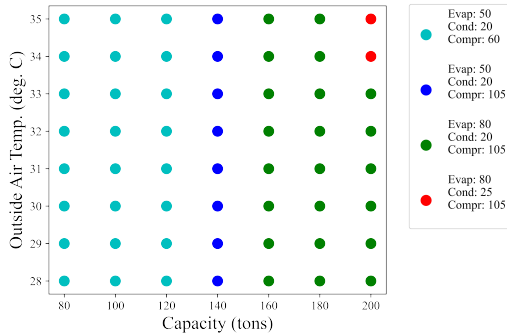 35
34
33
32
31
30
29
28
Outside Air Temp. (deg. C)
80 100 120 140 160 180 200
Capacity (tons)
Evap: 50
Cond: 20
Compr: 60
Evap: 50
Cond: 20
Compr: 105
Evap: 80
Cond: 20
Compr: 105
Evap: 80
Cond: 25
Compr: 105